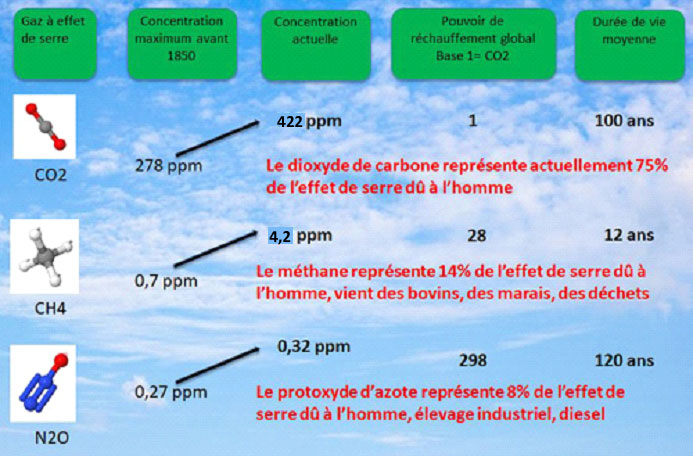 Gaz à effet
de serre
Concentration
maximum avant
1850
Concentration
actuelle
Pouvoir de
réchauffement global
Base 1= CO2
Durée de vie
moyenne
CO2
278 ppm
422 ppm
1
100 ans
Le dioxyde de carbone représente actuellement 75%
de l'effet de serre dû à l'homme
CH4
0,7 ppm
4,2 ppm
28
12 ans
Le méthane représente 14% de l'effet de serre dû à
l'homme, vient des bovins, des marais, des déchets
N2O
0,27 ppm
0,32 ppm
298
120 ans
Le protoxyde d'azote représente 8% de l'effet de
serre dû à l'homme, élevage industriel, diesel